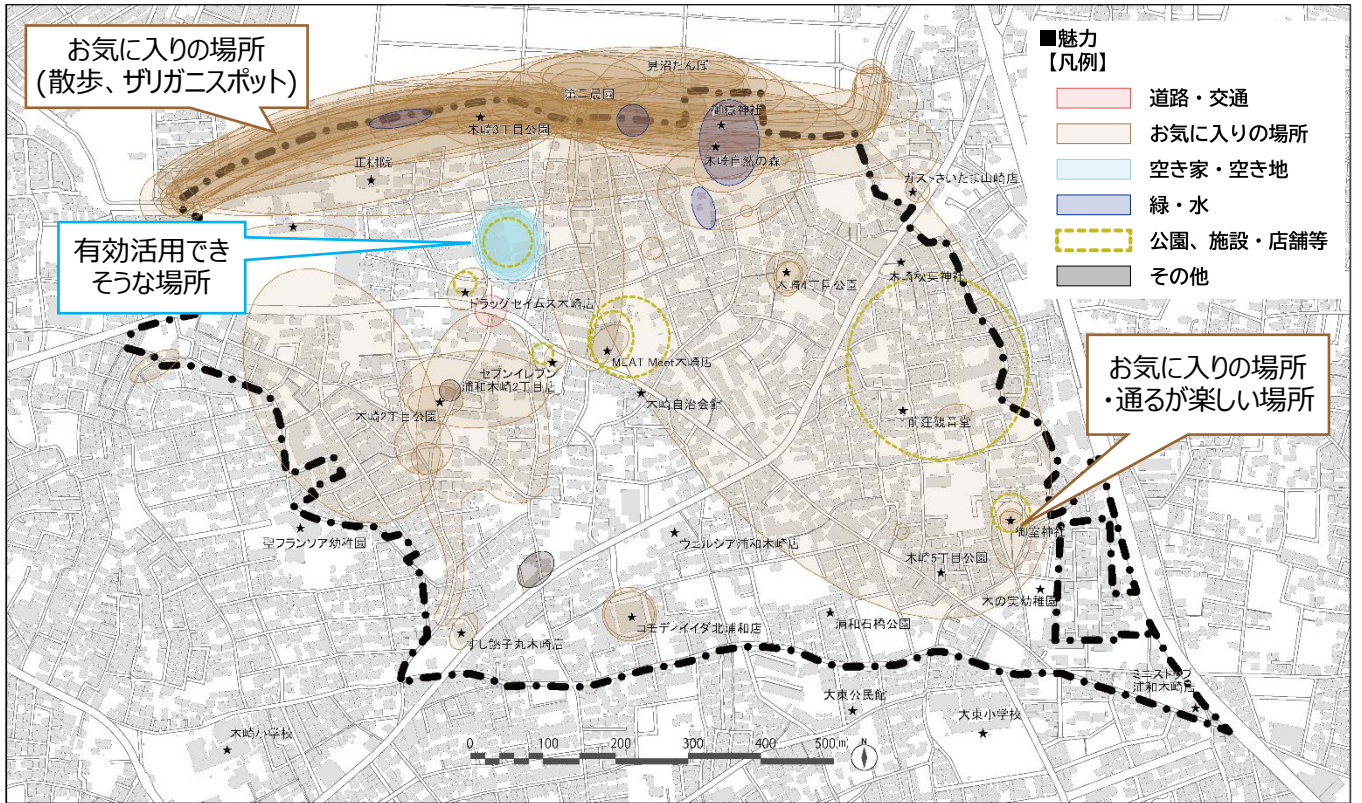 お気に入りの場所
(散歩、ザリガニスポット)
■魅力
【凡例】
道路・交通
お気に入りの場所
空き家・空き地
緑・水
公園、施設・店舗等
その他
見沼たんぼ
第二農園
御嶽神社
木崎3丁目公園
木崎自然の森
正樹院
ガストさいたま山崎店
有効活用でき
そうな場所
木崎秋葉神社
木崎4丁目公園
ドラッグセイムス木崎店
MEAT Meet木崎店
セブンイレブン
浦和木崎2丁目店
木崎自治会館
木崎2丁目公園
前窪観音堂
お気に入りの場所
・通るが楽しい場所
御室神社
聖フランソア幼稚園
ウエルシア浦和木崎店
木崎5丁目公園
木の実幼稚園
コモディイイダ北浦和店
浦和石橋公園
すし銚子丸木崎店
ミニストップ
浦和木崎店
大東公民館
大東小学校
木崎小学校
0 100 200 300 400 500 m
N